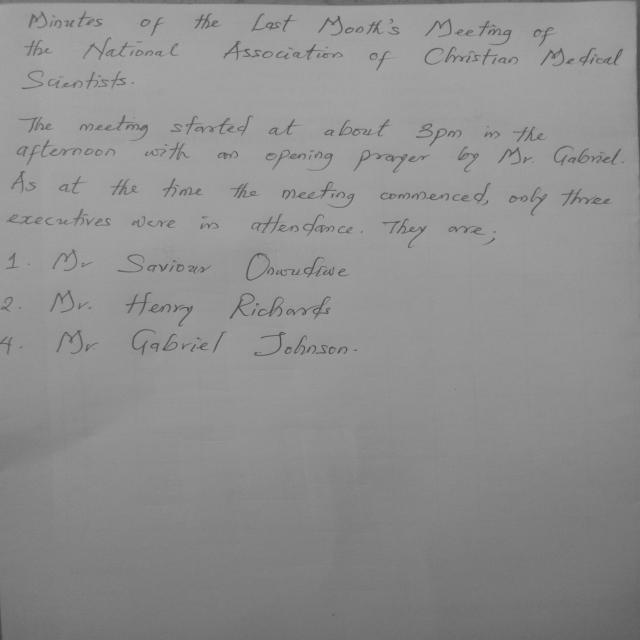 Minutes of the Last Month's Meeting of
the National Association of Christian Medical
Scientists.
The meeting started at about 3pm in the
afternoon with an opening prayer by Mr. Gabriel.
As at the time the meeting commenced, only three
executives were in attendance. They are;
1. Mr Saviour Onwudiwe
2. Mr. Henry Richards
4. Mr Gabriel Johnson.